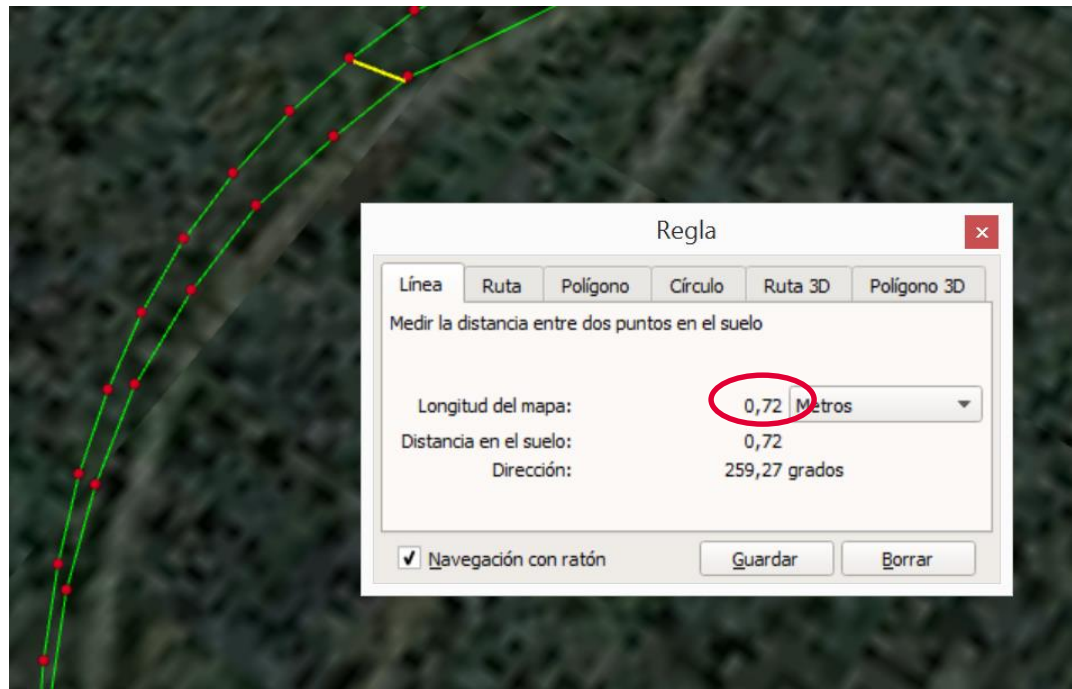 Regla
Línea Ruta Polígono Círculo Ruta 3D Polígono 3D
Medir la distancia entre dos puntos en el suelo
Longitud del mapa: 0,72 Metros
Distancia en el suelo: 0,72
Dirección: 259,27 grados
Navegación con ratón Guardar Borrar